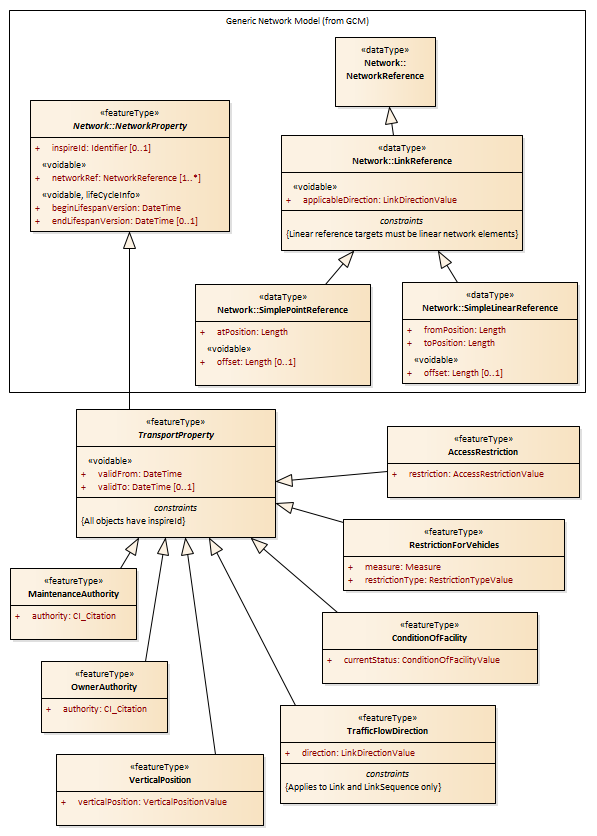 Generic Network Model (from GCM)
«dataType»
Network::
NetworkReference
«featureType»
Network::NetworkProperty
+ inspireId: Identifier [0..1]
«voidable»
+ networkRef: NetworkReference [1..*]
«voidable, lifeCycleInfo»
+ beginLifespanVersion: DateTime
+ endLifespanVersion: DateTime [0..1]
«dataType»
Network::LinkReference
«voidable»
+ applicableDirection: LinkDirectionValue
constraints
{Linear reference targets must be linear network elements}
«dataType»
Network::SimplePointReference
+ atPosition: Length
«voidable»
+ offset: Length [0..1]
«dataType»
Network::SimpleLinearReference
+ fromPosition: Length
+ toPosition: Length
«voidable»
+ offset: Length [0..1]
«featureType»
TransportProperty
«voidable»
+ validFrom: DateTime
+ validTo: DateTime [0..1]
constraints
{All objects have inspireId}
«featureType»
AccessRestriction
+ restriction: AccessRestrictionValue
«featureType»
RestrictionForVehicles
+ measure: Measure
+ restrictionType: RestrictionTypeValue
«featureType»
MaintenanceAuthority
+ authority: CI_Citation
«featureType»
ConditionOfFacility
+ currentStatus: ConditionOfFacilityValue
«featureType»
OwnerAuthority
+ authority: CI_Citation
«featureType»
TrafficFlowDirection
+ direction: LinkDirectionValue
constraints
{Applies to Link and LinkSequence only}
«featureType»
VerticalPosition
+ verticalPosition: VerticalPositionValue